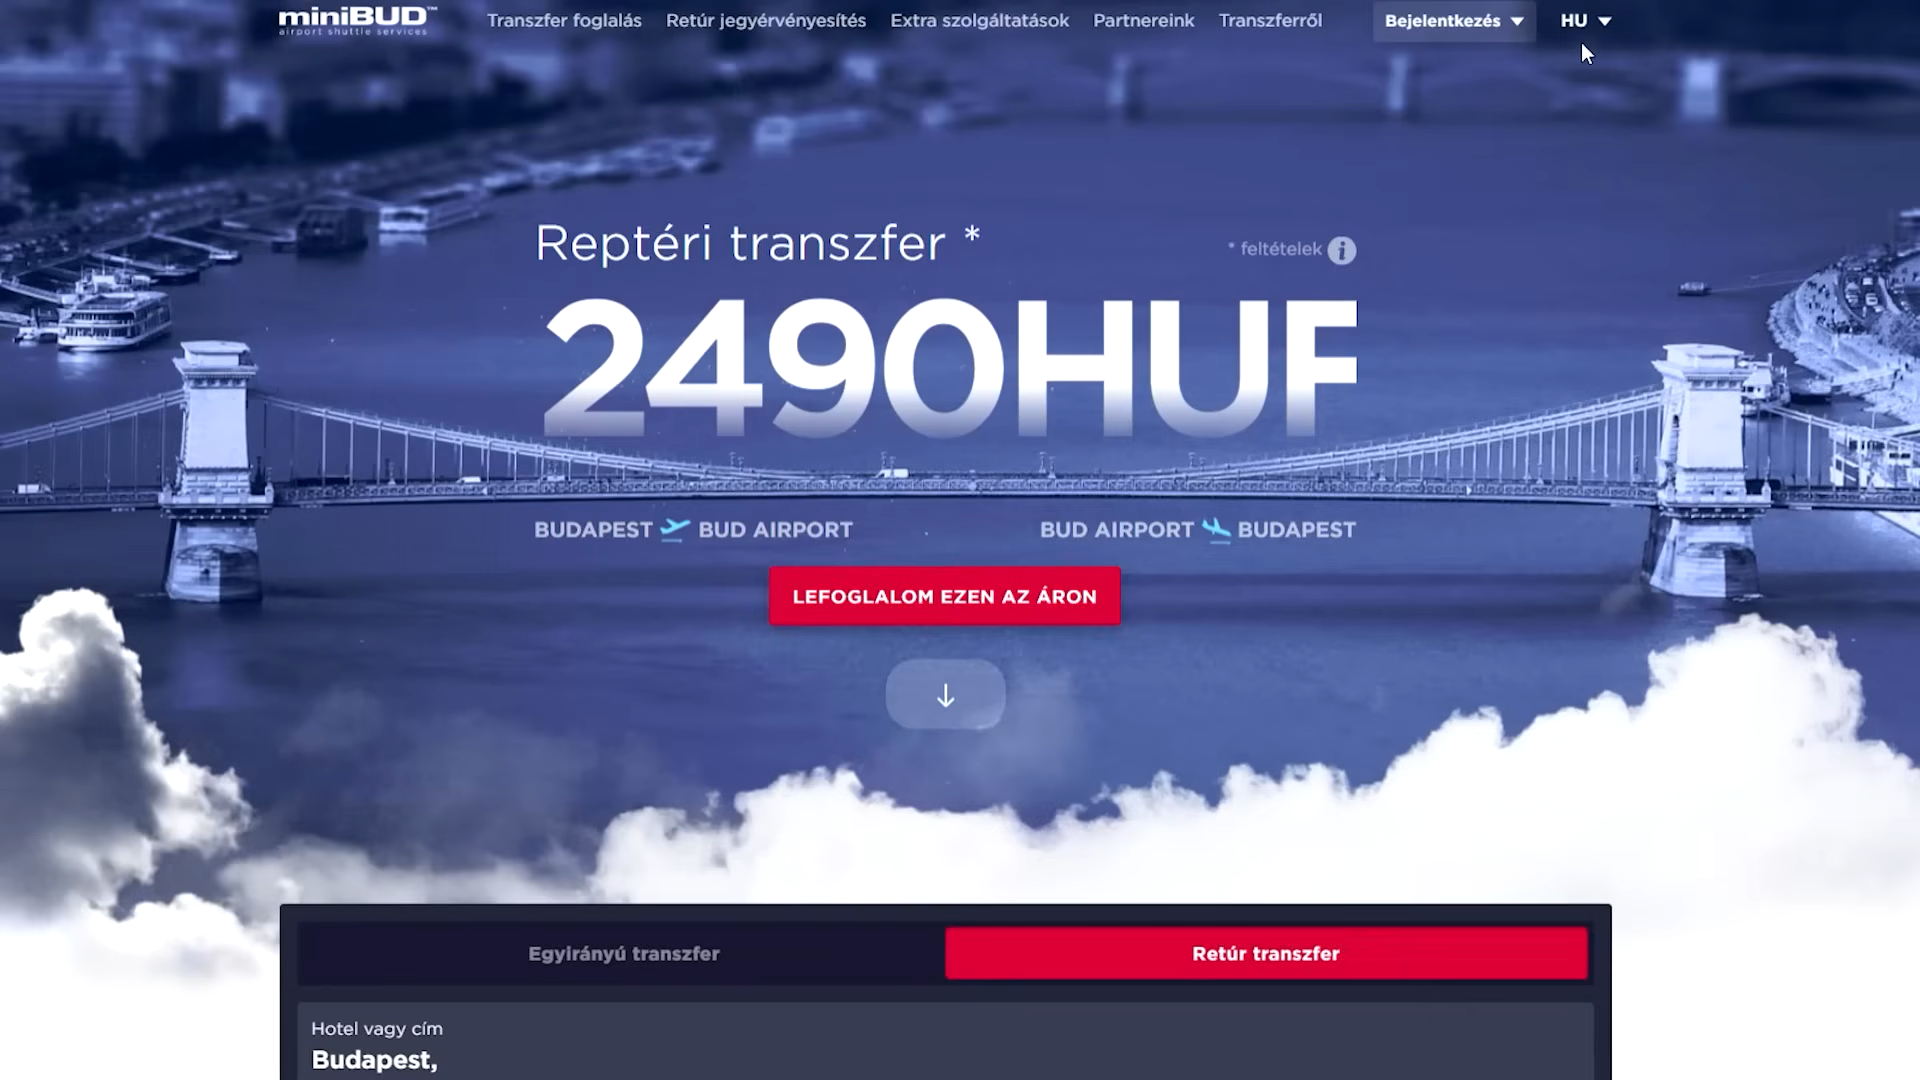 miniBUD™
airport shuttle services
Transzfer foglalás
Retúr jegyérvényesítés
Extra szolgáltatások
Partnereink
Transzferről
Bejelentkezés
HU
Reptéri transzfer *
* feltételek i
2490HUF
BUDAPEST BUD AIRPORT
BUD AIRPORT BUDAPEST
LEFOGLALOM EZEN AZ ÁRON
Egyirányú transzfer
Retúr transzfer
Hotel vagy cím
Budapest,